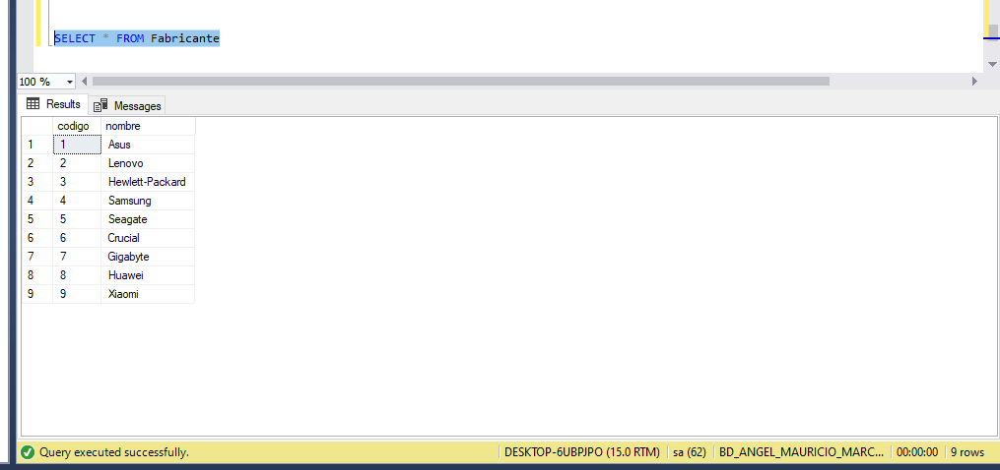 SELECT * FROM Fabricante
100 %
Results Messages
codigo nombre
1 1 Asus
2 2 Lenovo
3 3 Hewlett-Packard
4 4 Samsung
5 5 Seagate
6 6 Crucial
7 7 Gigabyte
8 8 Huawei
9 9 Xiaomi
Query executed successfully. DESKTOP-6UBPJPO (15.0 RTM) sa (62) BD_ANGEL_MAURICIO_MARC... 00:00:00 9 rows